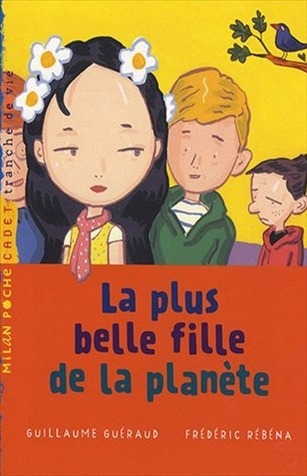 MILAN POCHE CADET tranche de vie
La plus
belle fille
de la planète
GUILLAUME GUÉRAUD FRÉDÉRIC RÉBÉNA